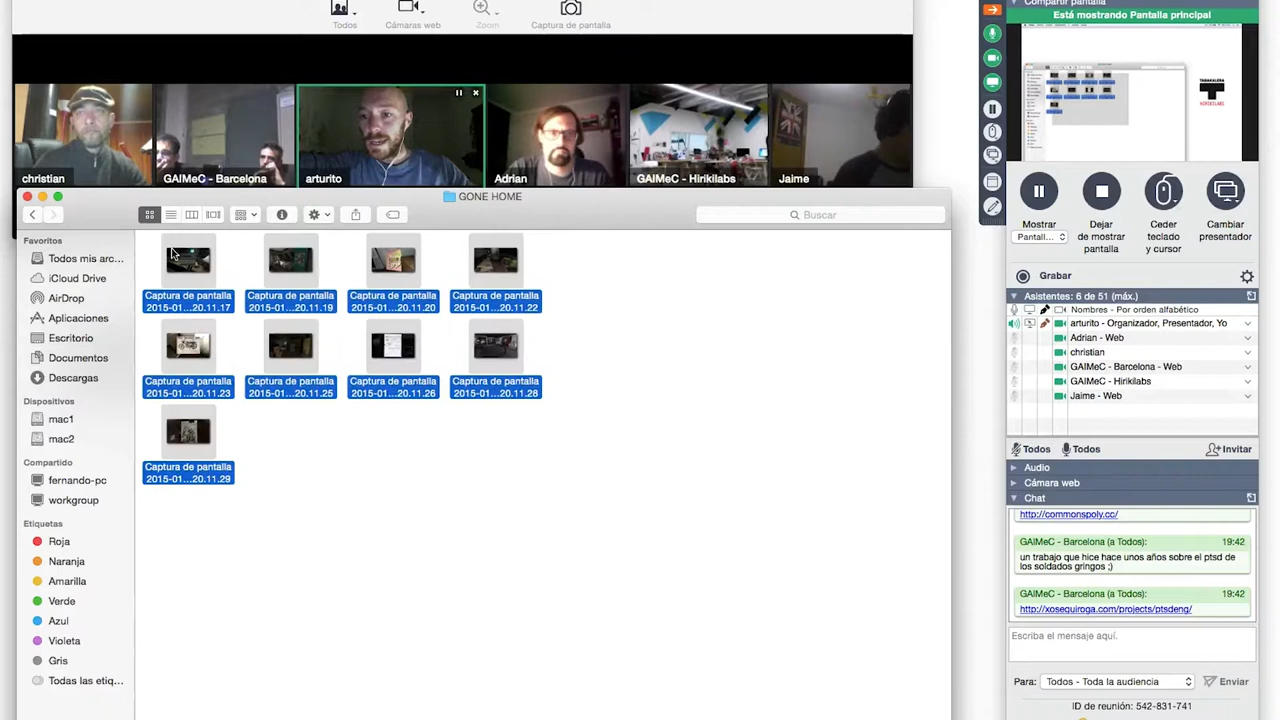 Todos
Cámaras web
Zoom
Captura de pantalla
christian
GAIMeC - Barcelona
arturito
Adrian
GAIMeC - Hirikilabs
Jaime
GONE HOME
Buscar
Favoritos
Todos mis arc...
iCloud Drive
AirDrop
Aplicaciones
Escritorio
Documentos
Descargas
Dispositivos
mac1
mac2
Compartido
fernando-pc
workgroup
Etiquetas
Roja
Naranja
Amarilla
Verde
Azul
Violeta
Gris
Todas las etiq...
Captura de pantalla
2015-01...20.11.17
Captura de pantalla
2015-01...20.11.19
Captura de pantalla
2015-01...20.11.20
Captura de pantalla
2015-01...20.11.22
Captura de pantalla
2015-01...20.11.23
Captura de pantalla
2015-01...20.11.25
Captura de pantalla
2015-01...20.11.26
Captura de pantalla
2015-01...20.11.28
Captura de pantalla
2015-01...20.11.29
Compartir pantalla
Está mostrando Pantalla principal
TABAKALERA
HIRIKILABS
Mostrar
Pantall...
Dejar
de mostrar
pantalla
Ceder
teclado
y cursor
Cambiar
presentador
Grabar
Asistentes: 6 de 51 (máx.)
Nombres - Por orden alfabético
arturito - Organizador, Presentador, Yo
Adrian - Web
christian
GAIMeC - Barcelona - Web
GAIMeC - Hirikilabs
Jaime - Web
Todos
Todos
Invitar
Audio
Cámara web
Chat
http://commonspoly.cc/
GAIMeC - Barcelona (a Todos): 19:42
un trabajo que hice hace unos años sobre el ptsd de
los soldados gringos ;)
GAIMeC - Barcelona (a Todos): 19:42
http://xosequiroga.com/projects/ptsdeng/
Escriba el mensaje aquí.
Para: Todos - Toda la audiencia
Enviar
ID de reunión: 542-831-741